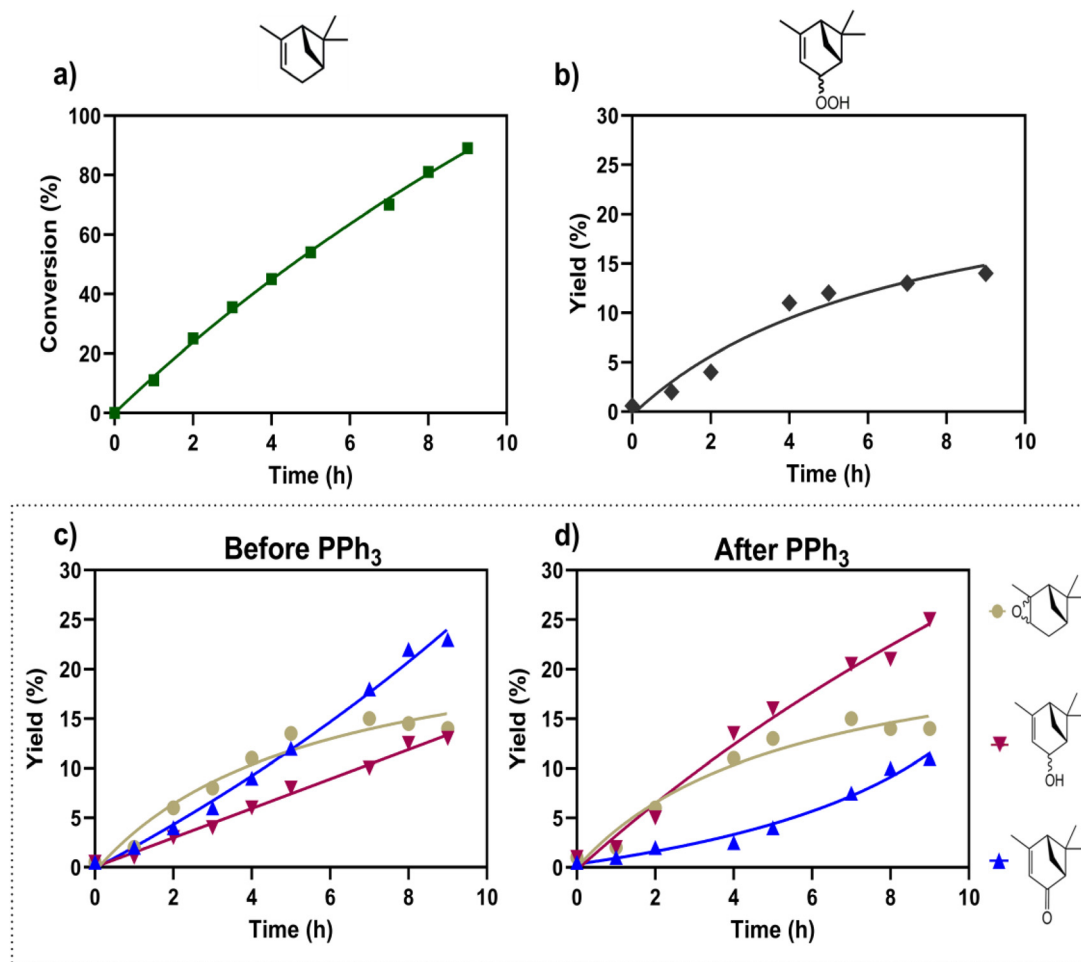 a)
Conversion (%)
100
80
60
40
20
0
0 2 4 6 8 10
Time (h)
b)
OOH
Yield (%)
30
25
20
15
10
5
0
0 2 4 6 8 10
Time (h)
c)
Before PPh3
Yield (%)
30
25
20
15
10
5
0
0 2 4 6 8 10
Time (h)
d)
After PPh3
Yield (%)
30
25
20
15
10
5
0
0 2 4 6 8 10
Time (h)
O
OH
O